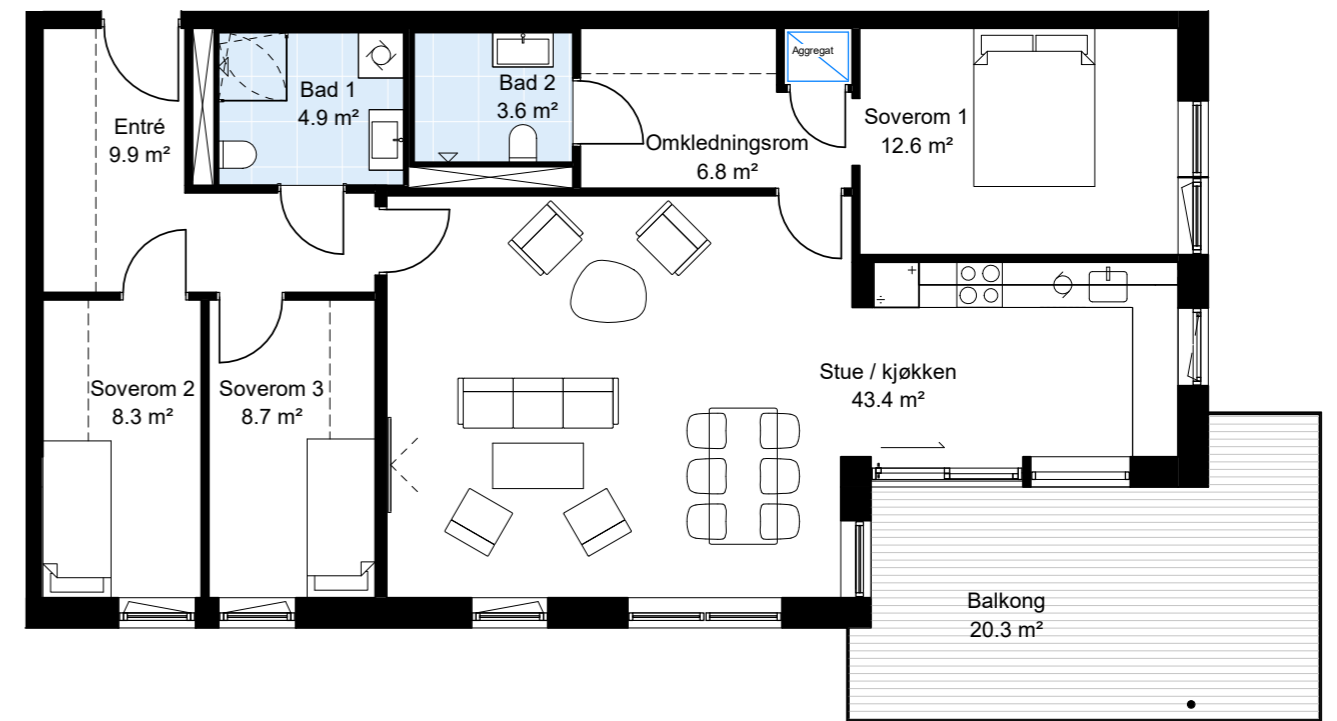 Entré
9.9 m²
Bad 1
4.9 m²
Bad 2
3.6 m²
Aggregat
Omkledningsrom
6.8 m²
Soverom 1
12.6 m²
Soverom 2
8.3 m²
Soverom 3
8.7 m²
Stue / kjøkken
43.4 m²
Balkong
20.3 m²